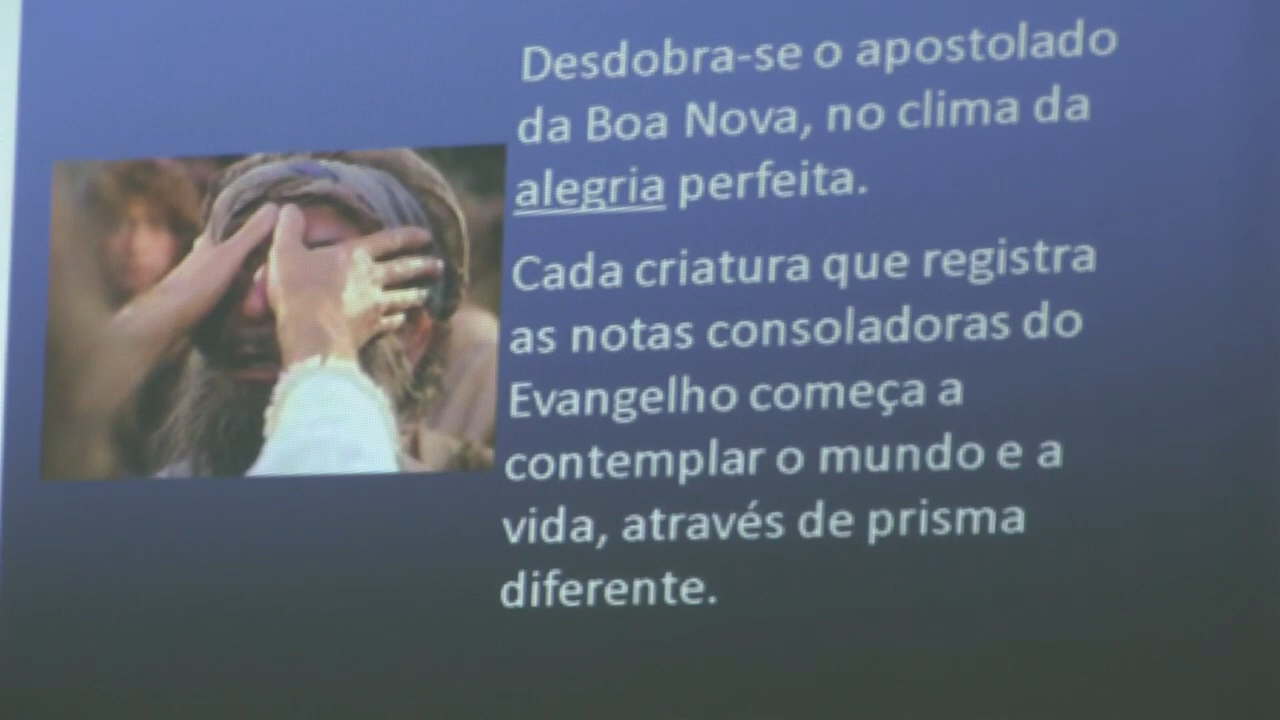 Desdobra-se o apostolado
da Boa Nova, no clima da
alegria perfeita.
Cada criatura que registra
as notas consoladoras do
Evangelho começa a
contemplar o mundo e a
vida, através de prisma
diferente.